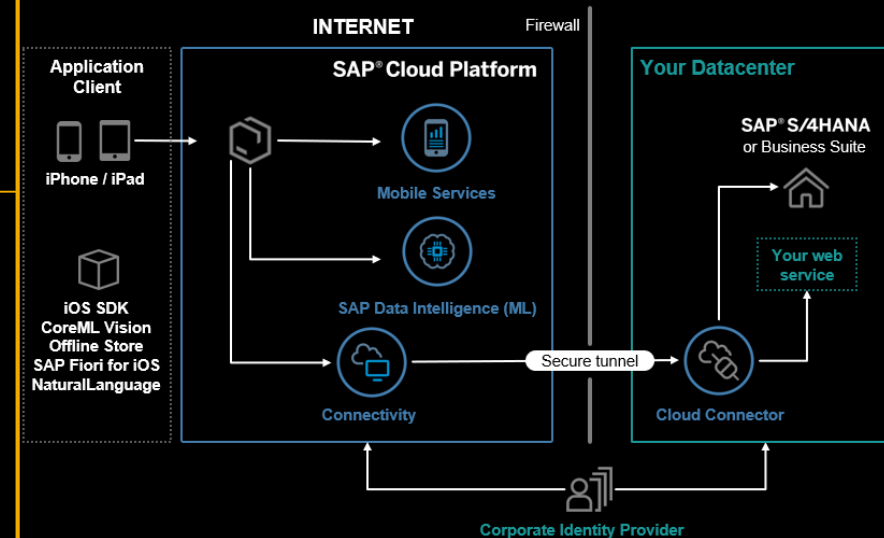 INTERNET
Firewall
Application
Client
iPhone / iPad
iOS SDK
CoreML Vision
Offline Store
SAP Fiori for iOS
NaturalLanguage
SAP® Cloud Platform
Mobile Services
SAP Data Intelligence (ML)
Connectivity
Secure tunnel
Your Datacenter
SAP® S/4HANA
or Business Suite
Your web
service
Cloud Connector
Corporate Identity Provider